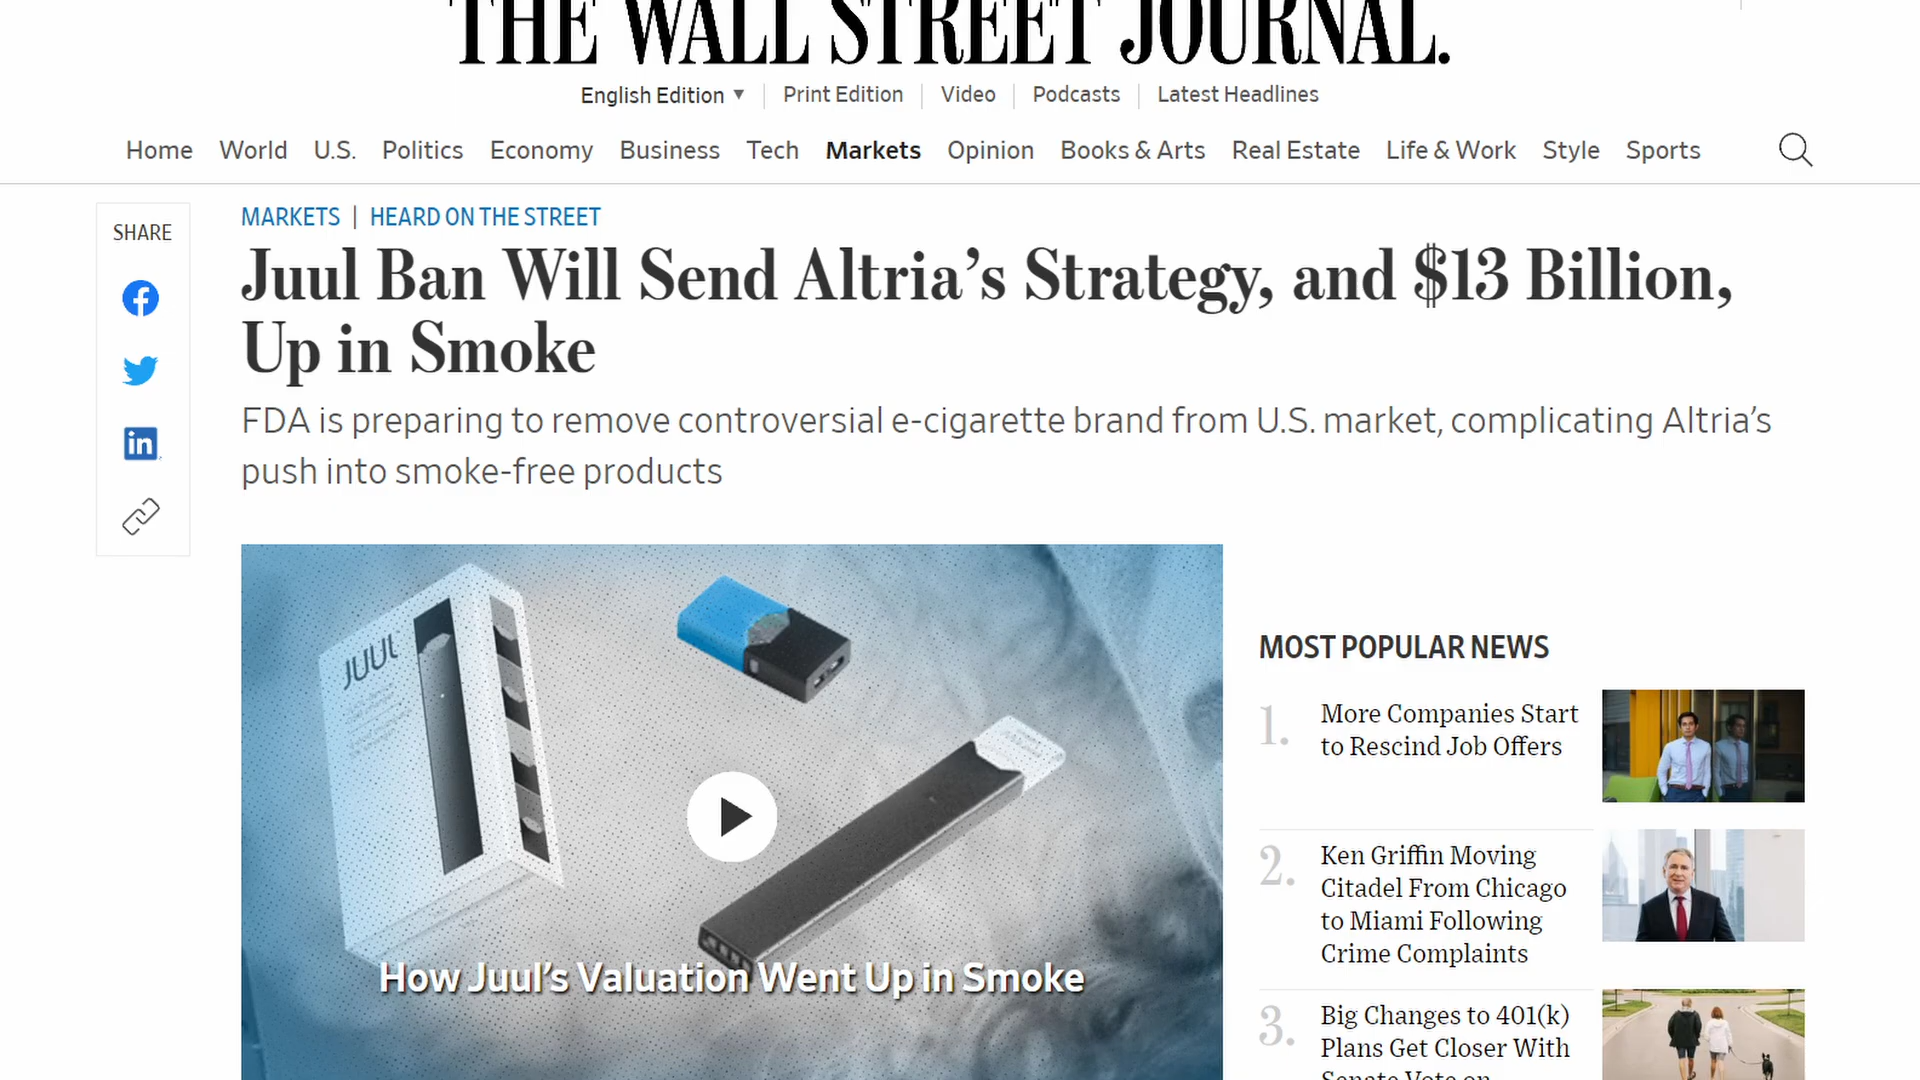 THE WALL STREET JOURNAL.
English Edition ▼ | Print Edition | Video | Podcasts | Latest Headlines
Home World U.S. Politics Economy Business Tech Markets Opinion Books & Arts Real Estate Life & Work Style Sports
SHARE
MARKETS | HEARD ON THE STREET
Juul Ban Will Send Altria’s Strategy, and $13 Billion,
Up in Smoke
FDA is preparing to remove controversial e-cigarette brand from U.S. market, complicating Altria’s
push into smoke-free products
JUUL
How Juul’s Valuation Went Up in Smoke
MOST POPULAR NEWS
1. More Companies Start
to Rescind Job Offers
2. Ken Griffin Moving
Citadel From Chicago
to Miami Following
Crime Complaints
3. Big Changes to 401(k)
Plans Get Closer With
Senate Vote on